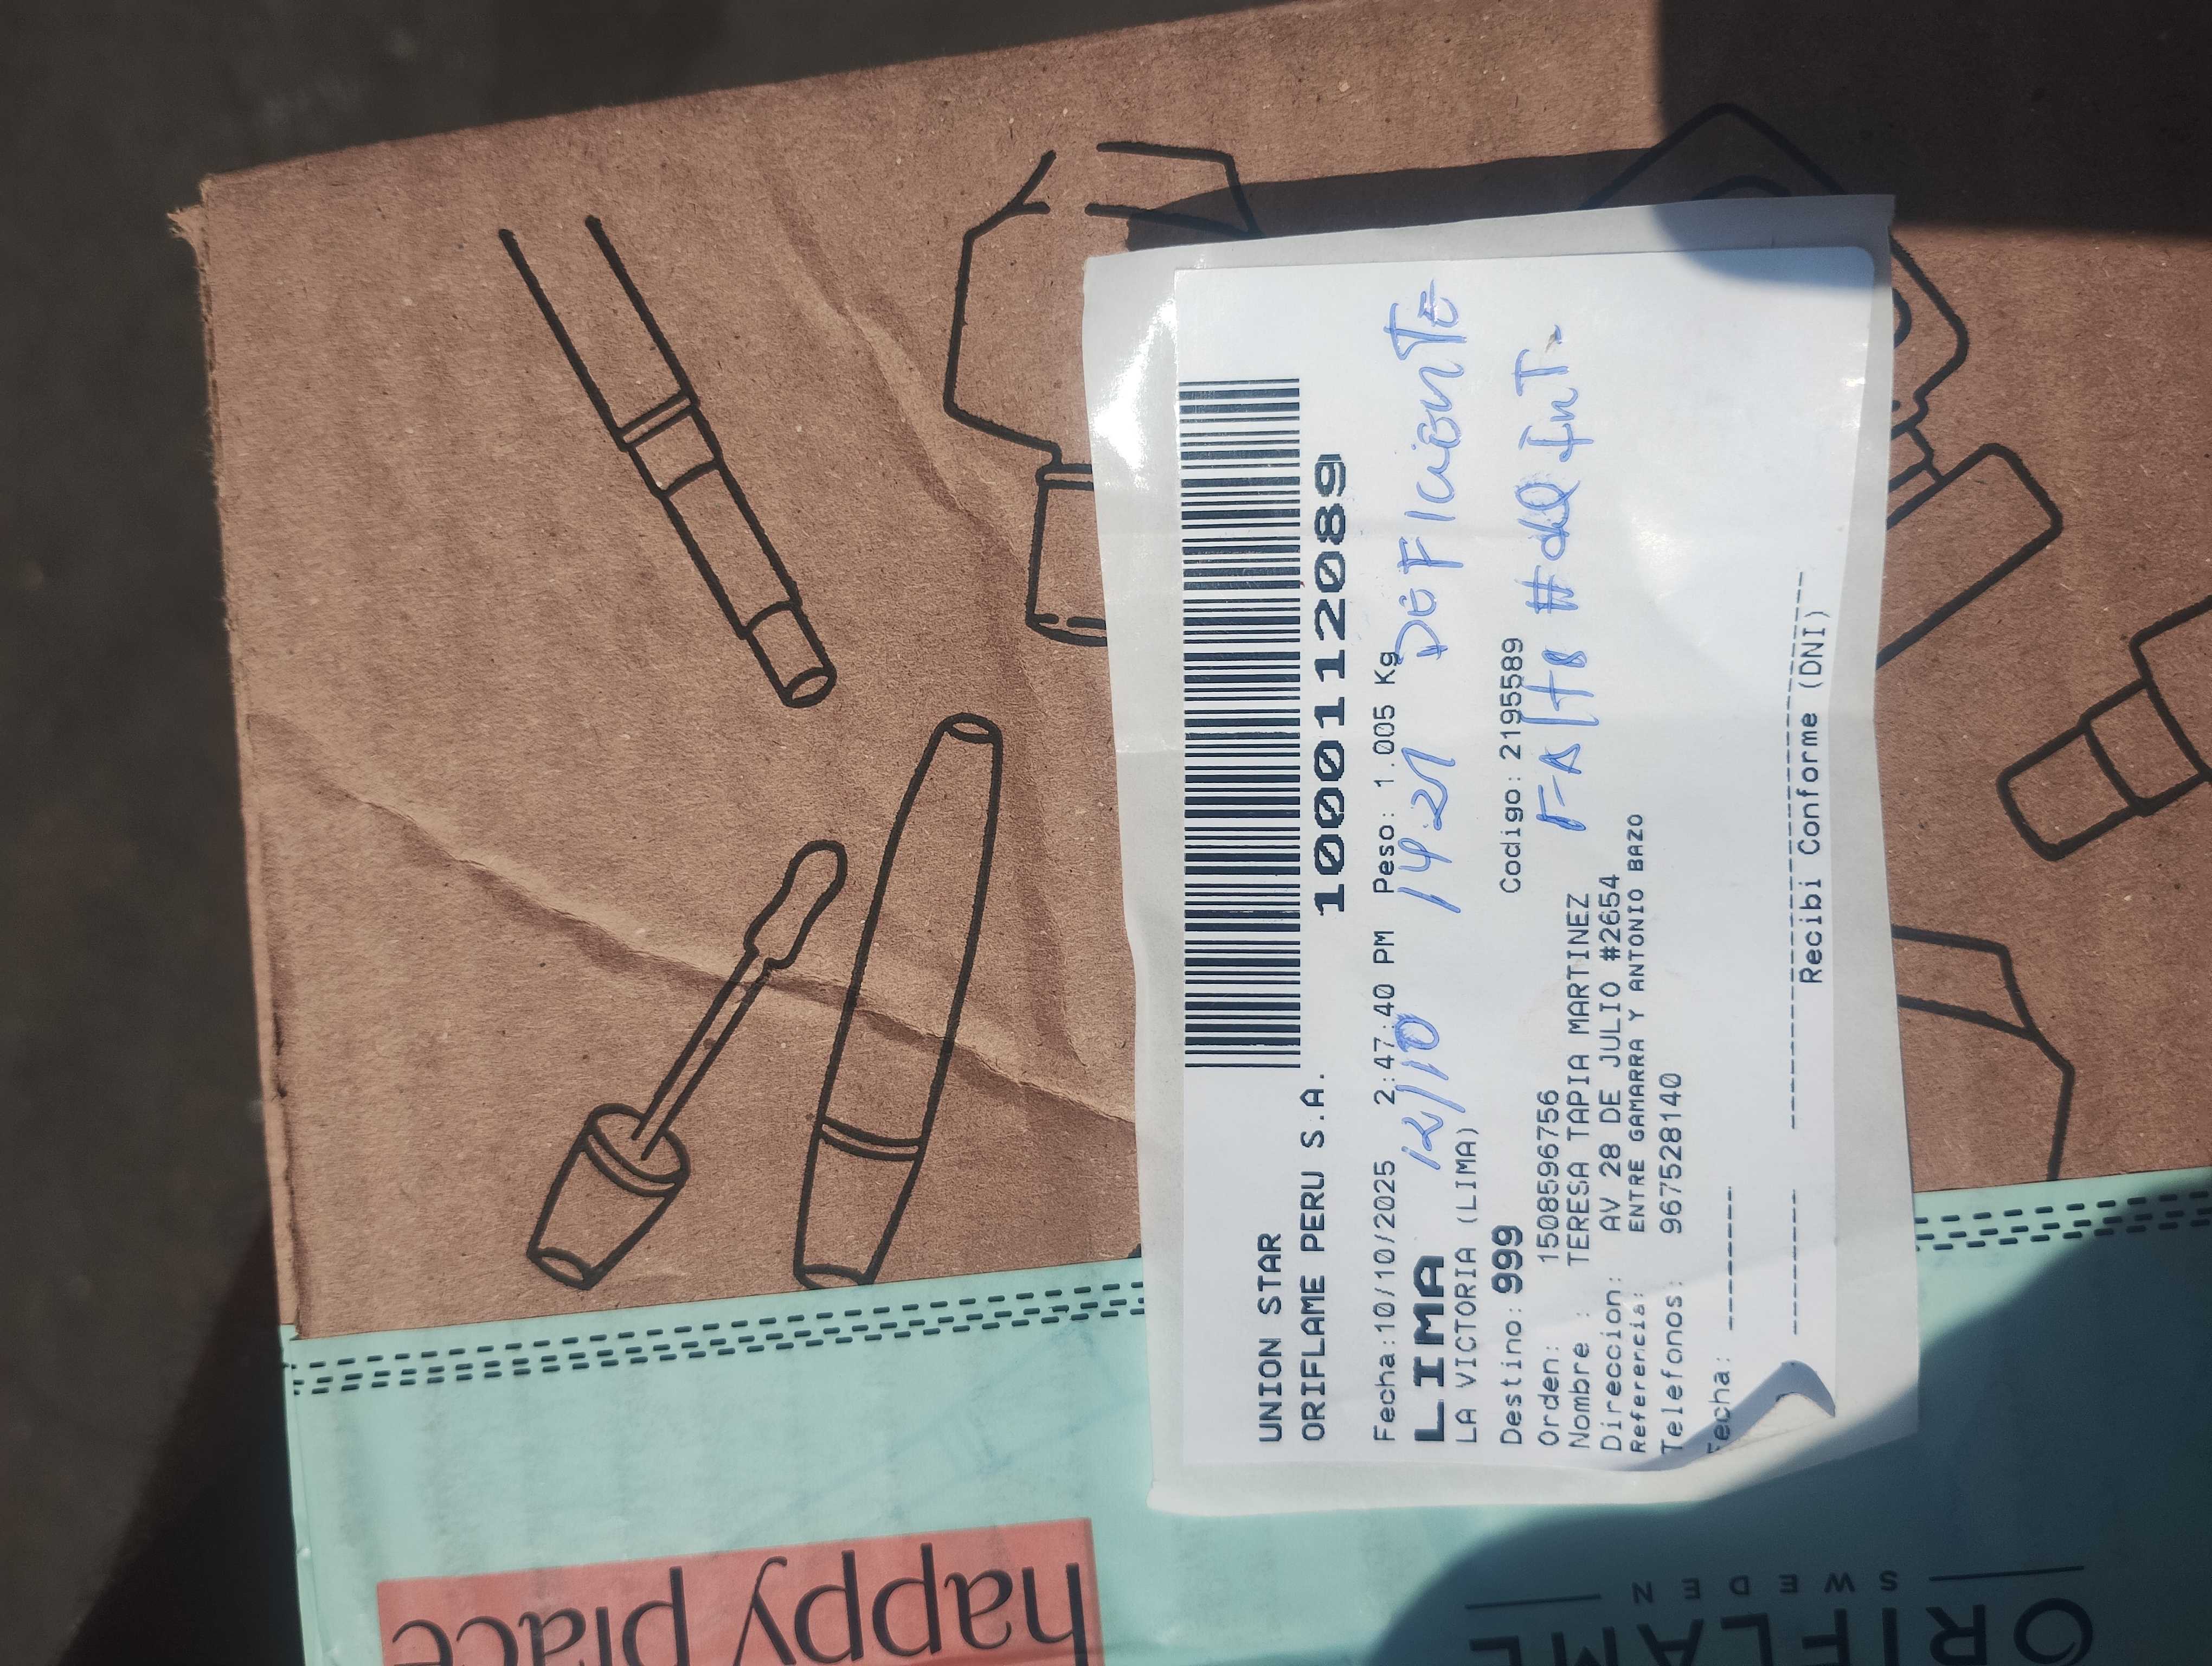 UNION STAR
ORIFLAME PERU S.A.
10001112089
Fecha:10/10/2025 2:47:40 PM Peso: 1.005 Kg
LIMA 12/10 14.21 DEFICIENTE
LA VICTORIA (LIMA)
Destino: 999 Codigo: 2195589
Orden: 1508596756
FALTA # del InT.
Nombre : TERESA TAPIA MARTINEZ
Direccion: AV 28 DE JULIO #2654
Referencia: ENTRE GAMARRA Y ANTONIO BAZO
Telefonos: 967528140
Fecha:
Recibi Conforme (DNI)
happy place
ORIFLAME
SWEDEN